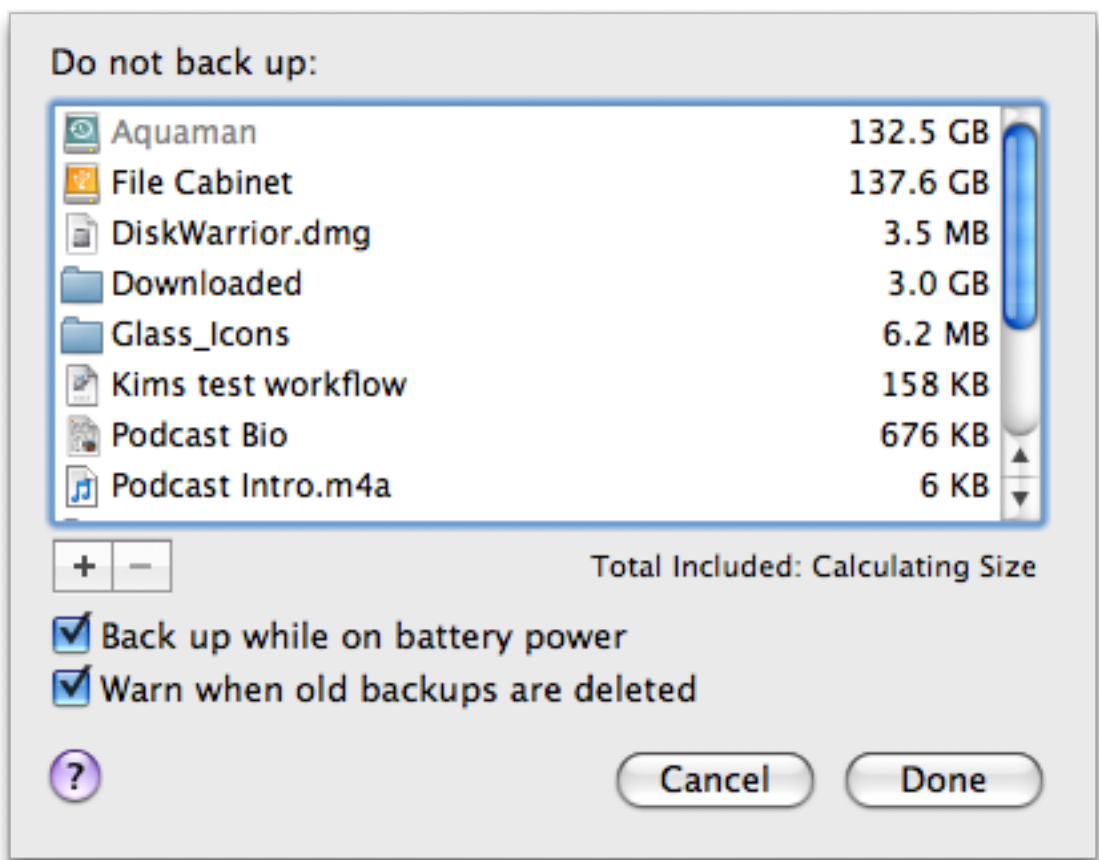 Do not back up:
Aquaman 132.5 GB
File Cabinet 137.6 GB
DiskWarrior.dmg 3.5 MB
Downloaded 3.0 GB
Glass_Icons 6.2 MB
Kims test workflow 158 KB
Podcast Bio 676 KB
Podcast Intro.m4a 6 KB
+ −
Total Included: Calculating Size
Back up while on battery power
Warn when old backups are deleted
? Cancel Done